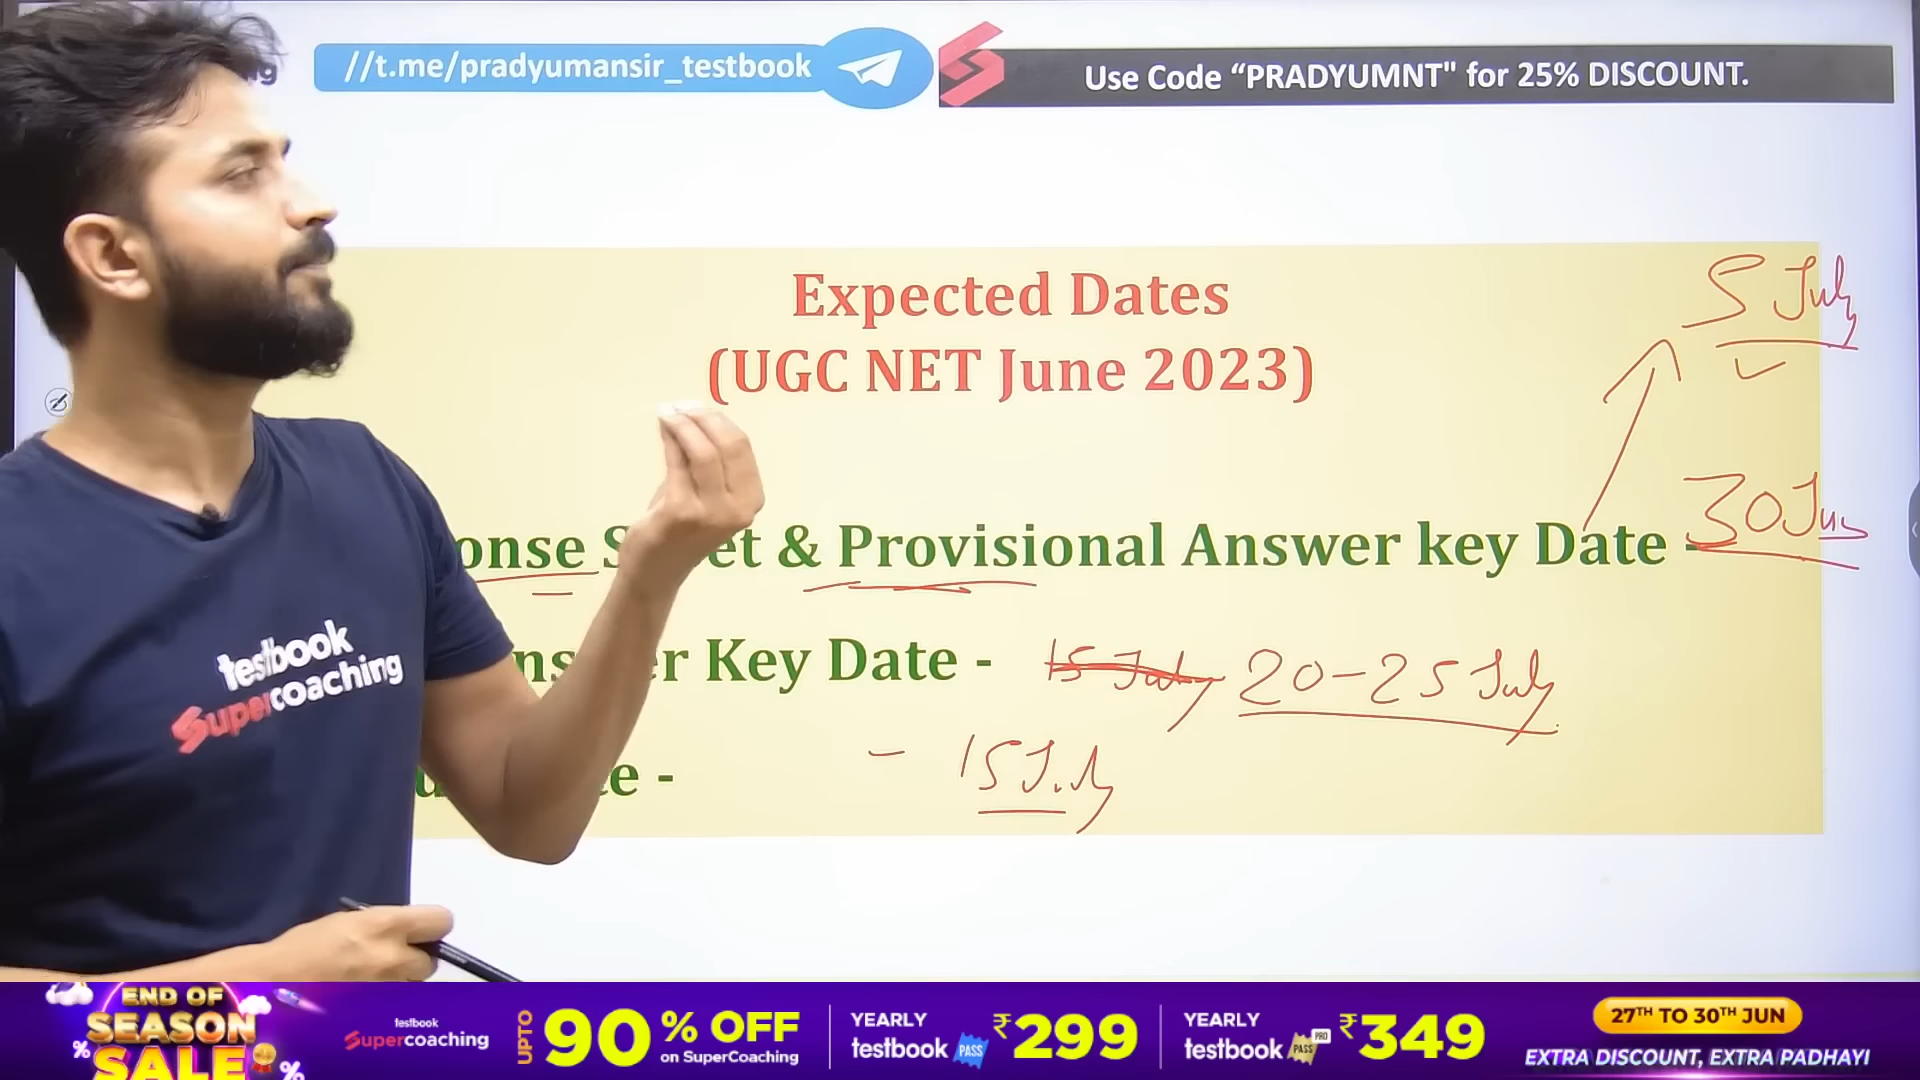 //t.me/pradyumansir_testbook
Use Code “PRADYUMNT" for 25% DISCOUNT.
Expected Dates
(UGC NET June 2023)
5 July
onse & Provisional Answer key Date - 30 Jun
Key Date - 15 July 20-25 July
- 15 July
testbook
Supercoaching
END OF
SEASON
SALE
testbook
Supercoaching
UPTO 90% OFF
on SuperCoaching
YEARLY
testbook PASS ₹299
YEARLY
testbook PASS PRO ₹349
27TH TO 30TH JUN
EXTRA DISCOUNT, EXTRA PADHAYI